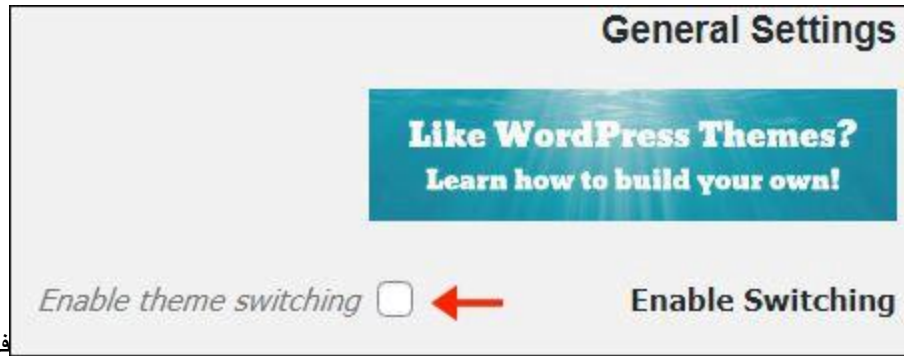 General Settings
Like WordPress Themes?
Learn how to build your own!
Enable Switching
Enable theme switching